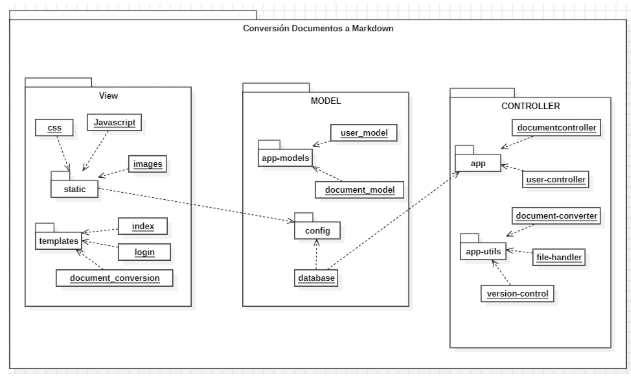 Conversión Documentos a Markdown
View
css
Javascript
images
static
index
templates
login
document_conversion
MODEL
user_model
app-models
document_model
config
database
CONTROLLER
documentcontroller
app
user-controller
document-converter
app-utils
file-handler
version-control